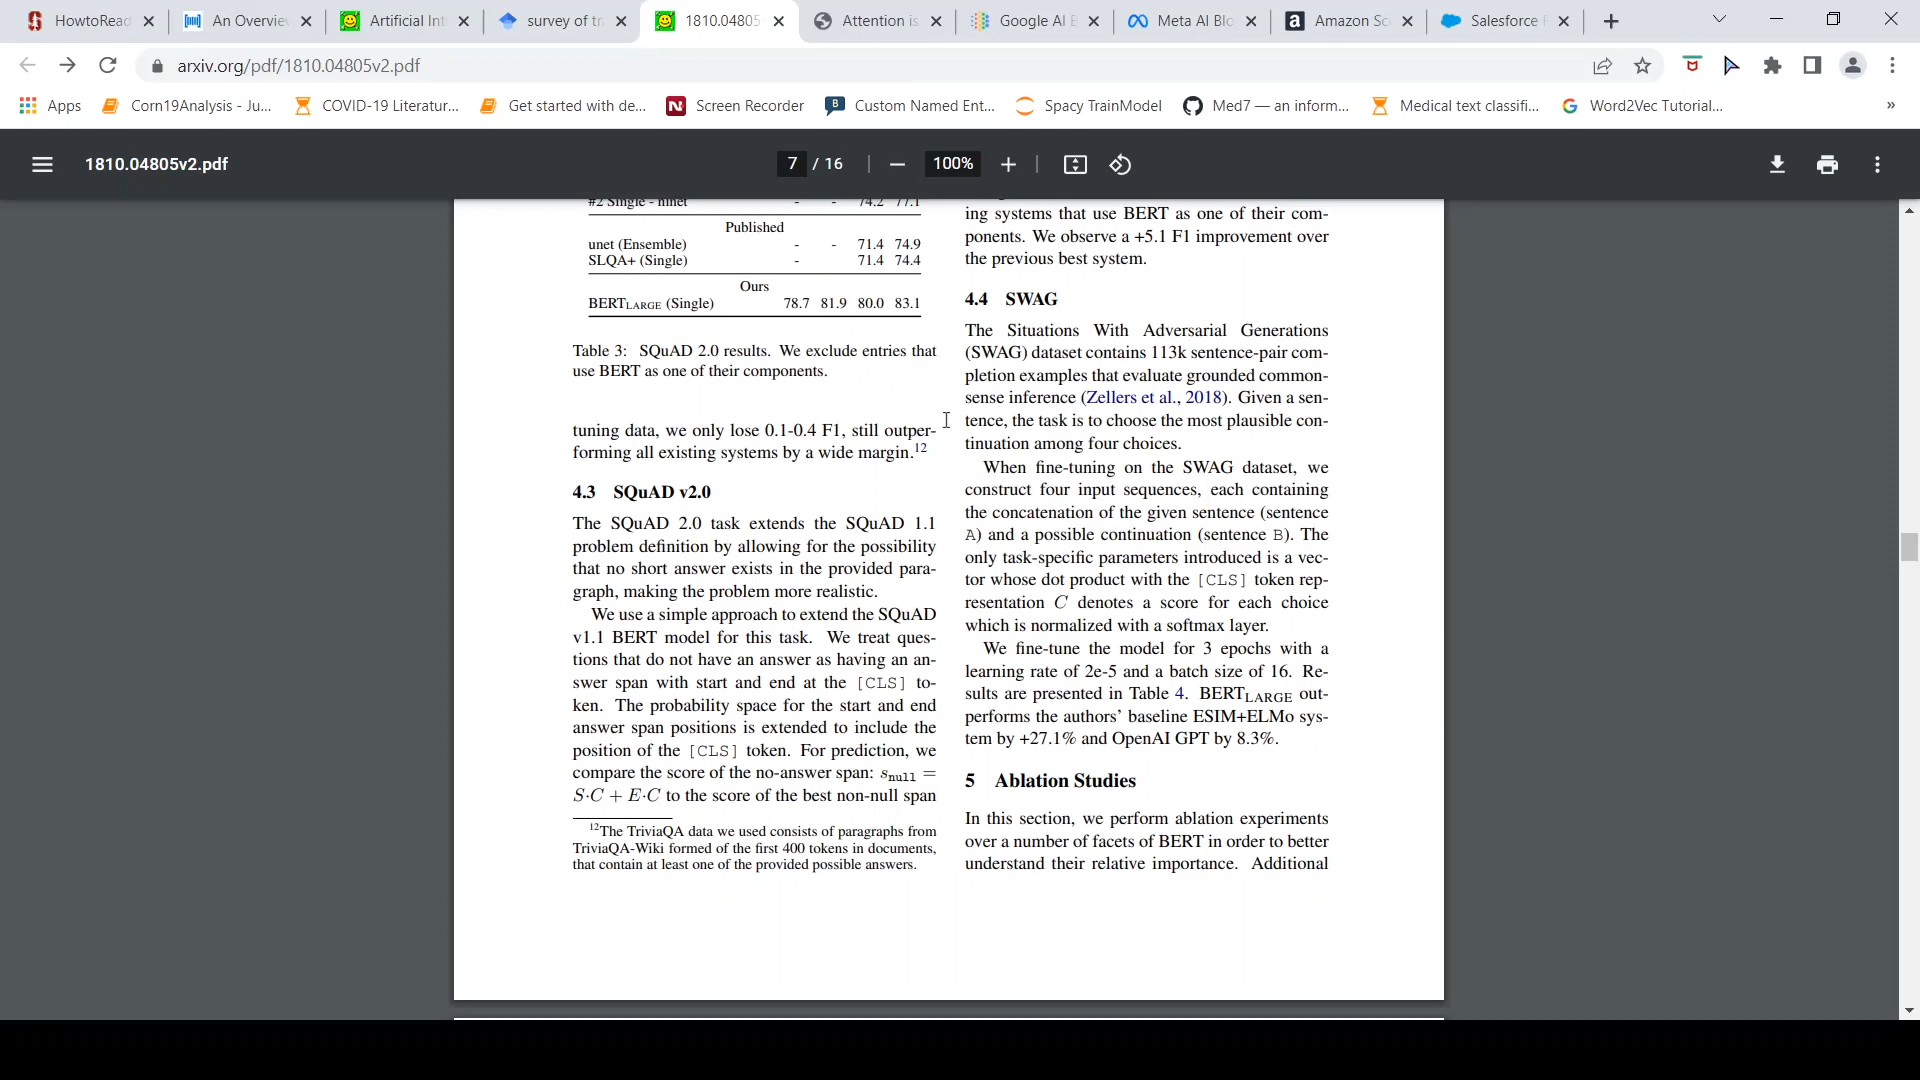 HowtoRead
An Overvie
Artificial Int
survey of tr
1810.04805
Attention is
Google AI B
Meta AI Blo
Amazon Sc
Salesforce
arxiv.org/pdf/1810.04805v2.pdf
Apps
Corn19Analysis - Ju...
COVID-19 Literatur...
Get started with de...
N
Screen Recorder
B
Custom Named Ent...
Spacy TrainModel
Med7 — an inform...
Medical text classifi...
Word2Vec Tutorial...
»
1810.04805v2.pdf
7 / 16
100%
#2 Single - nlnet - - 74.2 77.1
Published
unet (Ensemble) - - 71.4 74.9
SLQA+ (Single) - 71.4 74.4
Ours
BERTLARGE (Single) 78.7 81.9 80.0 83.1
Table 3: SQuAD 2.0 results. We exclude entries that
use BERT as one of their components.
tuning data, we only lose 0.1-0.4 F1, still outper-
forming all existing systems by a wide margin.12
4.3 SQuAD v2.0
The SQuAD 2.0 task extends the SQuAD 1.1
problem definition by allowing for the possibility
that no short answer exists in the provided para-
graph, making the problem more realistic.
We use a simple approach to extend the SQuAD
v1.1 BERT model for this task. We treat ques-
tions that do not have an answer as having an an-
swer span with start and end at the [CLS] to-
ken. The probability space for the start and end
answer span positions is extended to include the
position of the [CLS] token. For prediction, we
compare the score of the no-answer span: snull =
S·C + E·C to the score of the best non-null span
12The TriviaQA data we used consists of paragraphs from
TriviaQA-Wiki formed of the first 400 tokens in documents,
that contain at least one of the provided possible answers.
ing systems that use BERT as one of their com-
ponents. We observe a +5.1 F1 improvement over
the previous best system.
4.4 SWAG
The Situations With Adversarial Generations
(SWAG) dataset contains 113k sentence-pair com-
pletion examples that evaluate grounded common-
sense inference (Zellers et al., 2018). Given a sen-
tence, the task is to choose the most plausible con-
tinuation among four choices.
When fine-tuning on the SWAG dataset, we
construct four input sequences, each containing
the concatenation of the given sentence (sentence
A) and a possible continuation (sentence B). The
only task-specific parameters introduced is a vec-
tor whose dot product with the [CLS] token rep-
resentation C denotes a score for each choice
which is normalized with a softmax layer.
We fine-tune the model for 3 epochs with a
learning rate of 2e-5 and a batch size of 16. Re-
sults are presented in Table 4. BERTLARGE out-
performs the authors' baseline ESIM+ELMo sys-
tem by +27.1% and OpenAI GPT by 8.3%.
5 Ablation Studies
In this section, we perform ablation experiments
over a number of facets of BERT in order to better
understand their relative importance. Additional